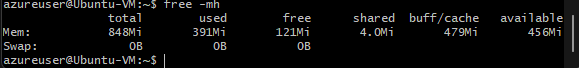 azureuser@Ubuntu-VM:~$ free -mh
total used free shared buff/cache available
Mem: 848Mi 391Mi 121Mi 4.0Mi 479Mi 456Mi
Swap: 0B 0B 0B
azureuser@Ubuntu-VM:~$